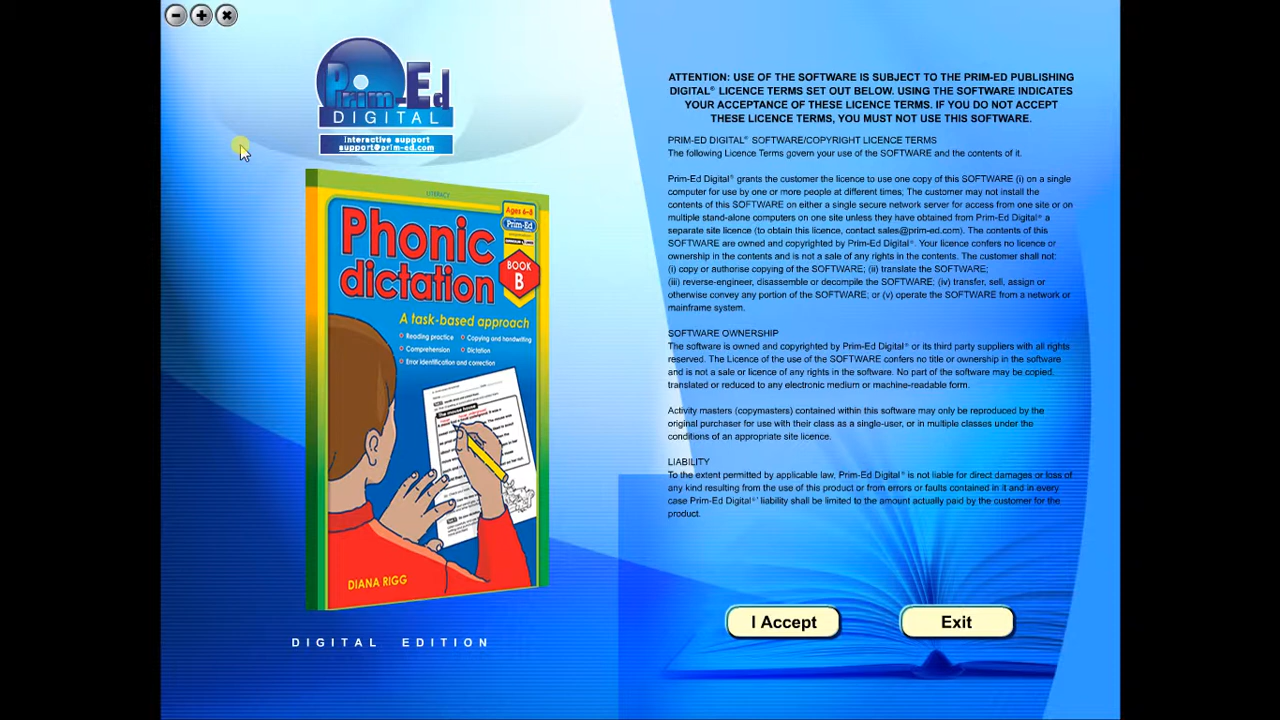 Prim-Ed
DIGITAL
interactive support
support@prim-ed.com
LITERACY
Ages 6–8
Prim-Ed
Phonic
dictation
BOOK
B
A task-based approach
Reading practice
Copying and handwriting
Comprehension
Dictation
Error identification and correction
The mouse house
DIANA RIGG
DIGITAL EDITION
ATTENTION: USE OF THE SOFTWARE IS SUBJECT TO THE PRIM-ED PUBLISHING
DIGITAL® LICENCE TERMS SET OUT BELOW. USING THE SOFTWARE INDICATES
YOUR ACCEPTANCE OF THESE LICENCE TERMS. IF YOU DO NOT ACCEPT
THESE LICENCE TERMS, YOU MUST NOT USE THIS SOFTWARE.
PRIM-ED DIGITAL® SOFTWARE/COPYRIGHT LICENCE TERMS
The following Licence Terms govern your use of the SOFTWARE and the contents of it.
Prim-Ed Digital® grants the customer the licence to use one copy of this SOFTWARE (i) on a single
computer for use by one or more people at different times; The customer may not install the
contents of this SOFTWARE on either a single secure network server for access from one site or on
multiple stand-alone computers on one site unless they have obtained from Prim-Ed Digital® a
separate site licence (to obtain this licence, contact sales@prim-ed.com). The contents of this
SOFTWARE are owned and copyrighted by Prim-Ed Digital®. Your licence confers no licence or
ownership in the contents and is not a sale of any rights in the contents. The customer shall not:
(i) copy or authorise copying of the SOFTWARE; (ii) translate the SOFTWARE;
(iii) reverse-engineer, disassemble or decompile the SOFTWARE; (iv) transfer, sell, assign or
otherwise convey any portion of the SOFTWARE; or (v) operate the SOFTWARE from a network or
mainframe system.
SOFTWARE OWNERSHIP
The software is owned and copyrighted by Prim-Ed Digital® or its third party suppliers with all rights
reserved. The Licence of the use of the SOFTWARE confers no title or ownership in the software
and is not a sale or licence of any rights in the software. No part of the software may be copied,
translated or reduced to any electronic medium or machine-readable form.
Activity masters (copymasters) contained within this software may only be reproduced by the
original purchaser for use with their class as a single-user, or in multiple classes under the
conditions of an appropriate site licence.
LIABILITY
To the extent permitted by applicable law, Prim-Ed Digital® is not liable for direct damages or loss of
any kind resulting from the use of this product or from errors or faults contained in it and in every
case Prim-Ed Digital®' liability shall be limited to the amount actually paid by the customer for the
product.
I Accept
Exit